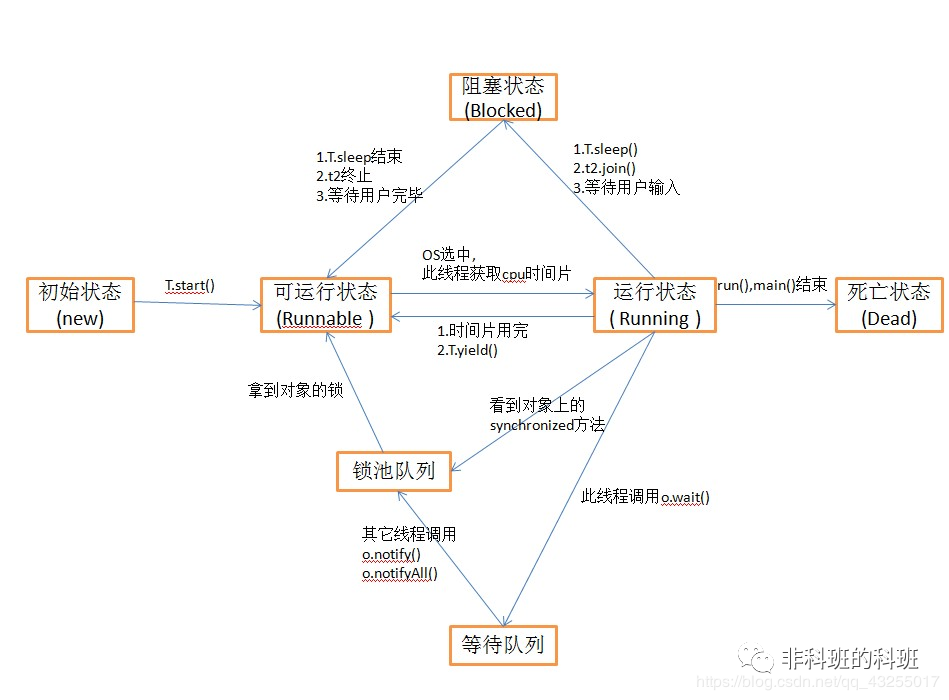 阻塞状态
(Blocked)
1.T.sleep结束
2.t2终止
3.等待用户完毕
1.T.sleep()
2.t2.join()
3.等待用户输入
初始状态
(new)
T.start()
可运行状态
(Runnable )
OS选中,
此线程获取cpu时间片
1.时间片用完
2.T.yield()
运行状态
( Running )
run(),main()结束
死亡状态
(Dead)
拿到对象的锁
看到对象上的
synchronized方法
锁池队列
此线程调用o.wait()
其它线程调用
o.notify()
o.notifyAll()
等待队列
非科班的科班
https://blog.csdn.net/qq_43255017